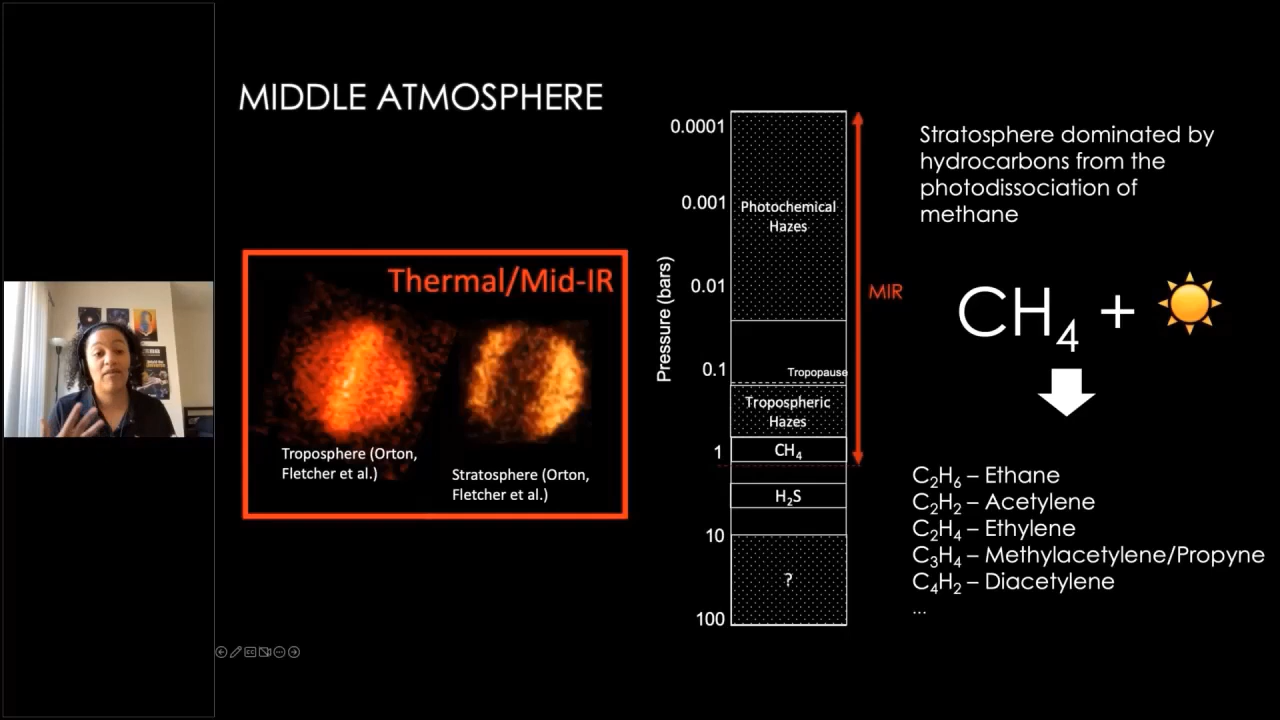 MIDDLE ATMOSPHERE
Thermal/Mid-IR
Troposphere (Orton,
Fletcher et al.)
Stratosphere (Orton,
Fletcher et al.)
Pressure (bars)
0.0001
0.001
0.01
0.1
1
10
100
Photochemical
Hazes
Tropopause
Tropospheric
Hazes
CH₄
H₂S
?
MIR
Stratosphere dominated by
hydrocarbons from the
photodissociation of
methane
CH₄ +
C₂H₆ – Ethane
C₂H₂ – Acetylene
C₂H₄ – Ethylene
C₃H₄ – Methylacetylene/Propyne
C₄H₂ – Diacetylene
...